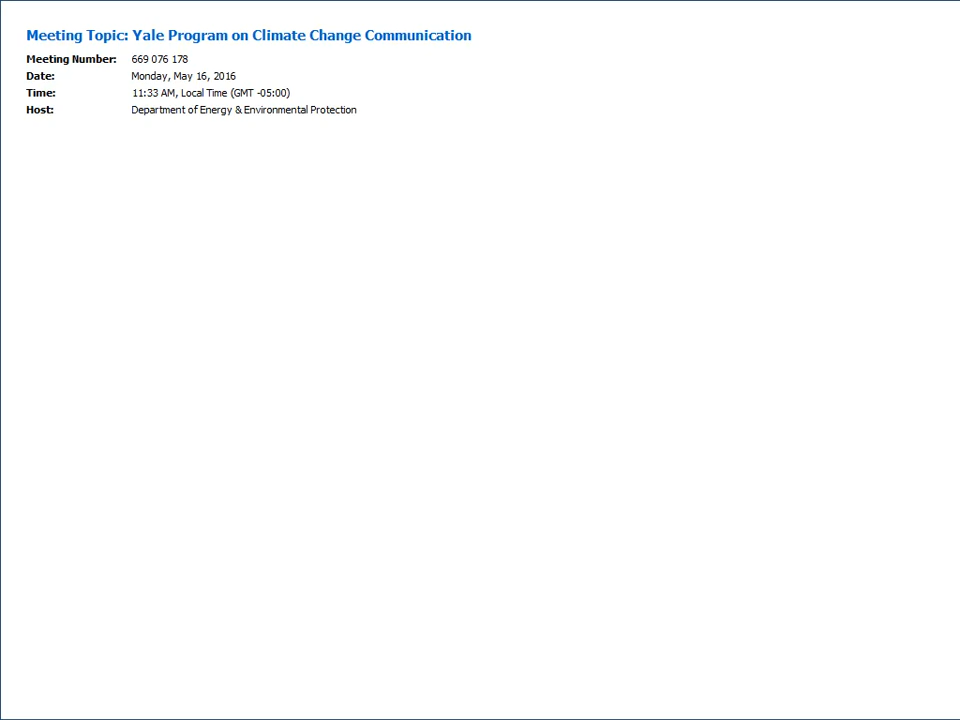 Meeting Topic: Yale Program on Climate Change Communication
Meeting Number: 669 076 178
Date: Monday, May 16, 2016
Time: 11:33 AM, Local Time (GMT -05:00)
Host: Department of Energy & Environmental Protection